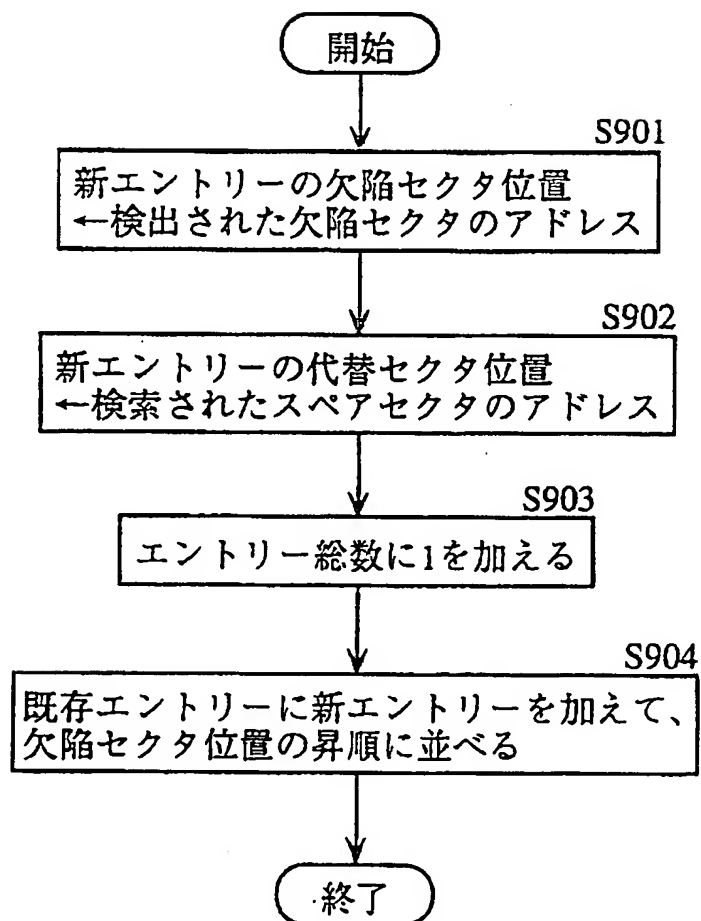 開始
S901
新エントリーの欠陥セクタ位置
←検出された欠陥セクタのアドレス
S902
新エントリーの代替セクタ位置
←検索されたスペアセクタのアドレス
S903
エントリー総数に1を加える
S904
既存エントリーに新エントリーを加えて、
欠陥セクタ位置の昇順に並べる
終了